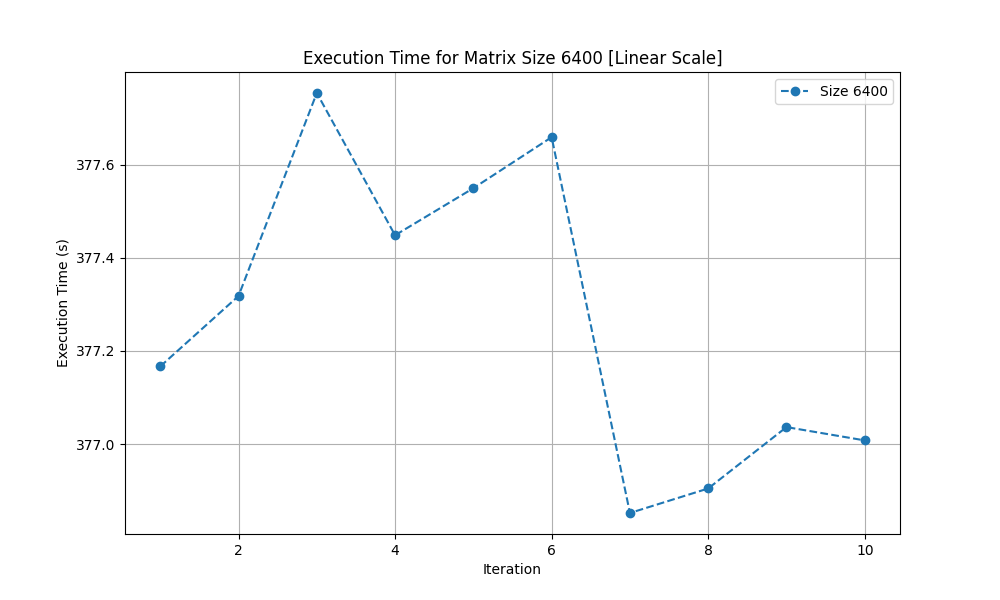 Execution Time for Matrix Size 6400 [Linear Scale]
Size 6400
377.6
377.4
377.2
377.0
Execution Time (s)
2 4 6 8 10
Iteration